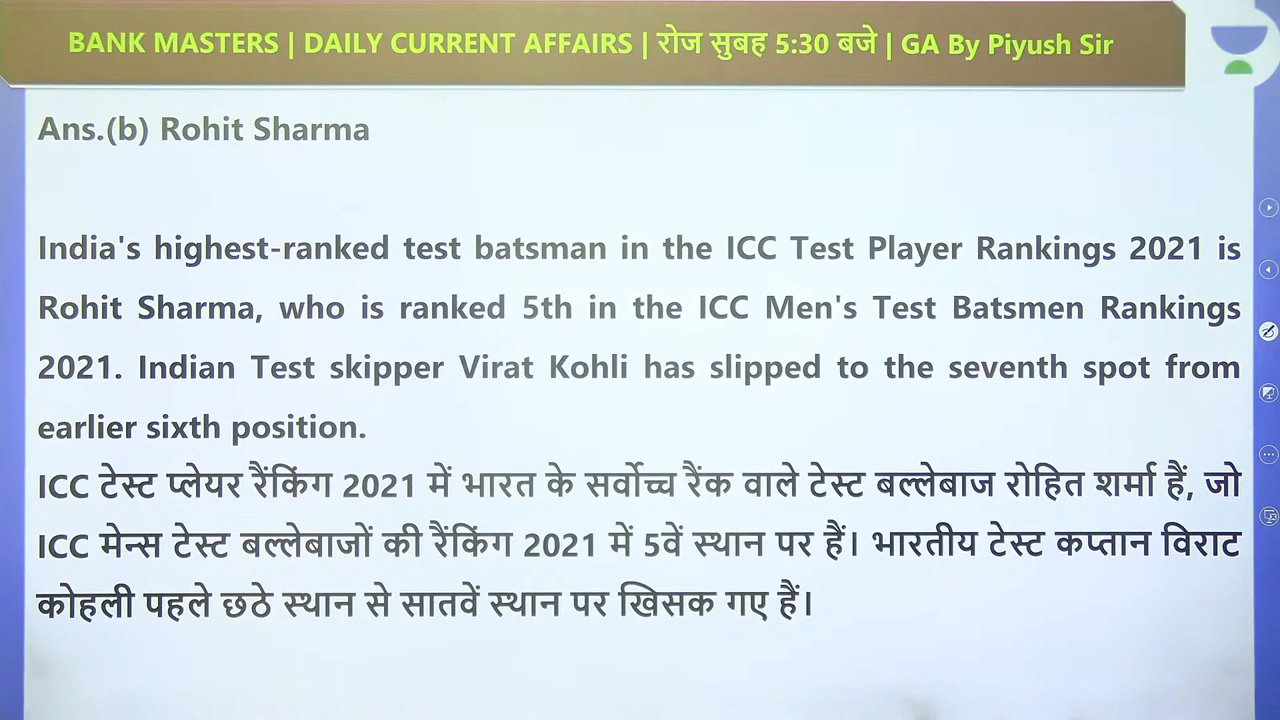 BANK MASTERS | DAILY CURRENT AFFAIRS | रोज सुबह 5:30 बजे | GA By Piyush Sir
Ans.(b) Rohit Sharma
India's highest-ranked test batsman in the ICC Test Player Rankings 2021 is
Rohit Sharma, who is ranked 5th in the ICC Men's Test Batsmen Rankings
2021. Indian Test skipper Virat Kohli has slipped to the seventh spot from
earlier sixth position.
ICC टेस्ट प्लेयर रैंकिंग 2021 में भारत के सर्वोच्च रैंक वाले टेस्ट बल्लेबाज रोहित शर्मा हैं, जो
ICC मेन्स टेस्ट बल्लेबाजों की रैंकिंग 2021 में 5वें स्थान पर हैं। भारतीय टेस्ट कप्तान विराट
कोहली पहले छठे स्थान से सातवें स्थान पर खिसक गए हैं।